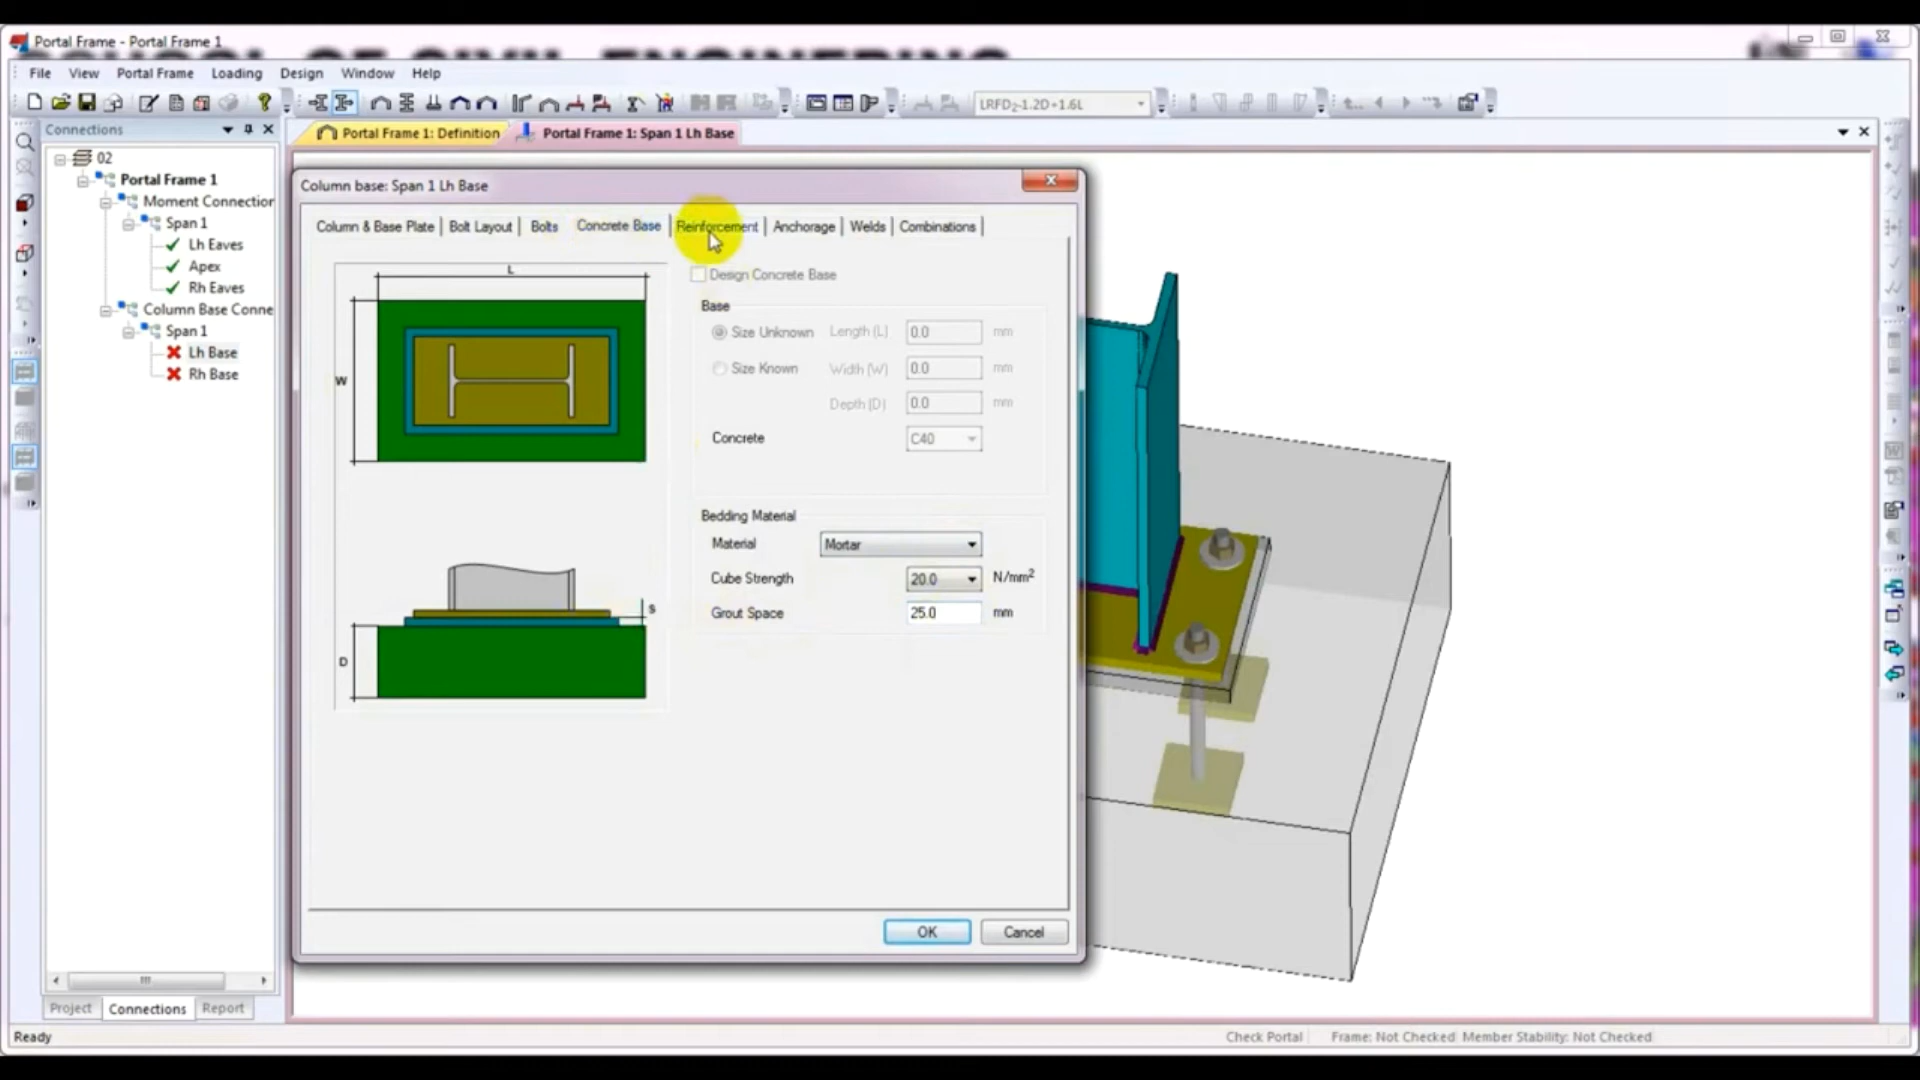 Portal Frame - Portal Frame 1
SCHOOL OF CIVIL ENGINEERING
File View Portal Frame Loading Design Window Help
LRFD2-1.2D+1.6L
Connections
Portal Frame 1: Definition
Portal Frame 1: Span 1 Lh Base
02
Portal Frame 1
Moment Connection
Span 1
Lh Eaves
Apex
Rh Eaves
Column Base Conne
Span 1
Lh Base
Rh Base
Column base: Span 1 Lh Base
Column & Base Plate Bolt Layout Bolts Concrete Base Reinforcement Anchorage Welds Combinations
L
W
S
D
Design Concrete Base
Base
Size Unknown Length (L) 0.0 mm
Size Known Width (W) 0.0 mm
Depth (D) 0.0 mm
Concrete C40
Bedding Material
Material Mortar
Cube Strength 20.0 N/mm²
Grout Space 25.0 mm
OK Cancel
Project Connections Report
Ready
Check Portal Frame: Not Checked Member Stability: Not Checked